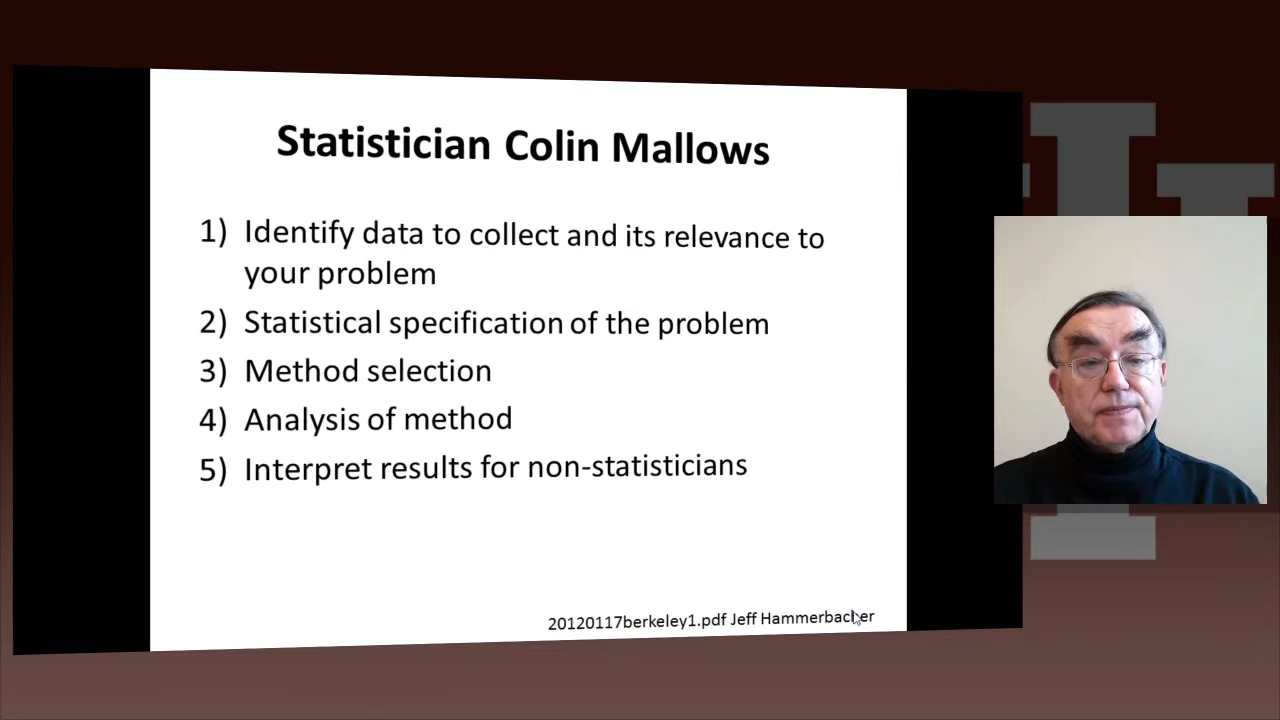 Statistician Colin Mallows
1) Identify data to collect and its relevance to
your problem
2) Statistical specification of the problem
3) Method selection
4) Analysis of method
5) Interpret results for non-statisticians
20120117berkeley1.pdf Jeff Hammerbacher